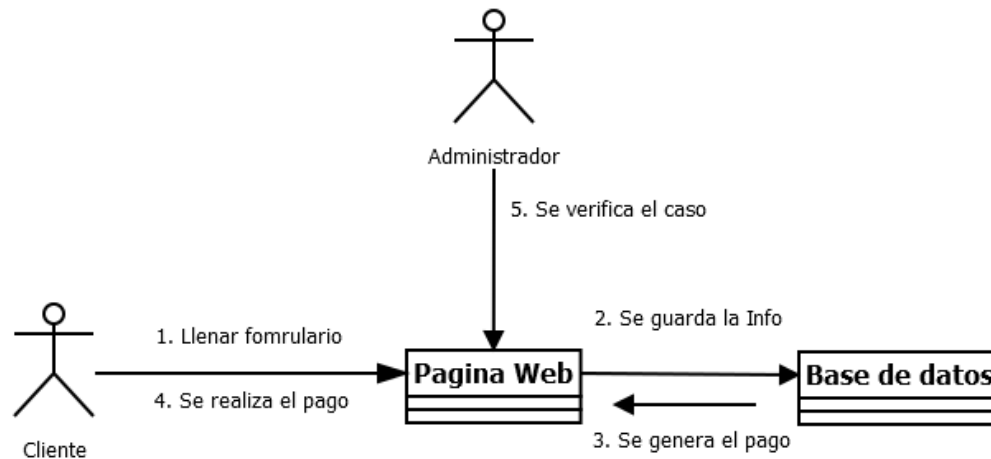 Administrador
5. Se verifica el caso
1. Llenar fomrulario
2. Se guarda la Info
Pagina Web
Base de datos
4. Se realiza el pago
3. Se genera el pago
Cliente